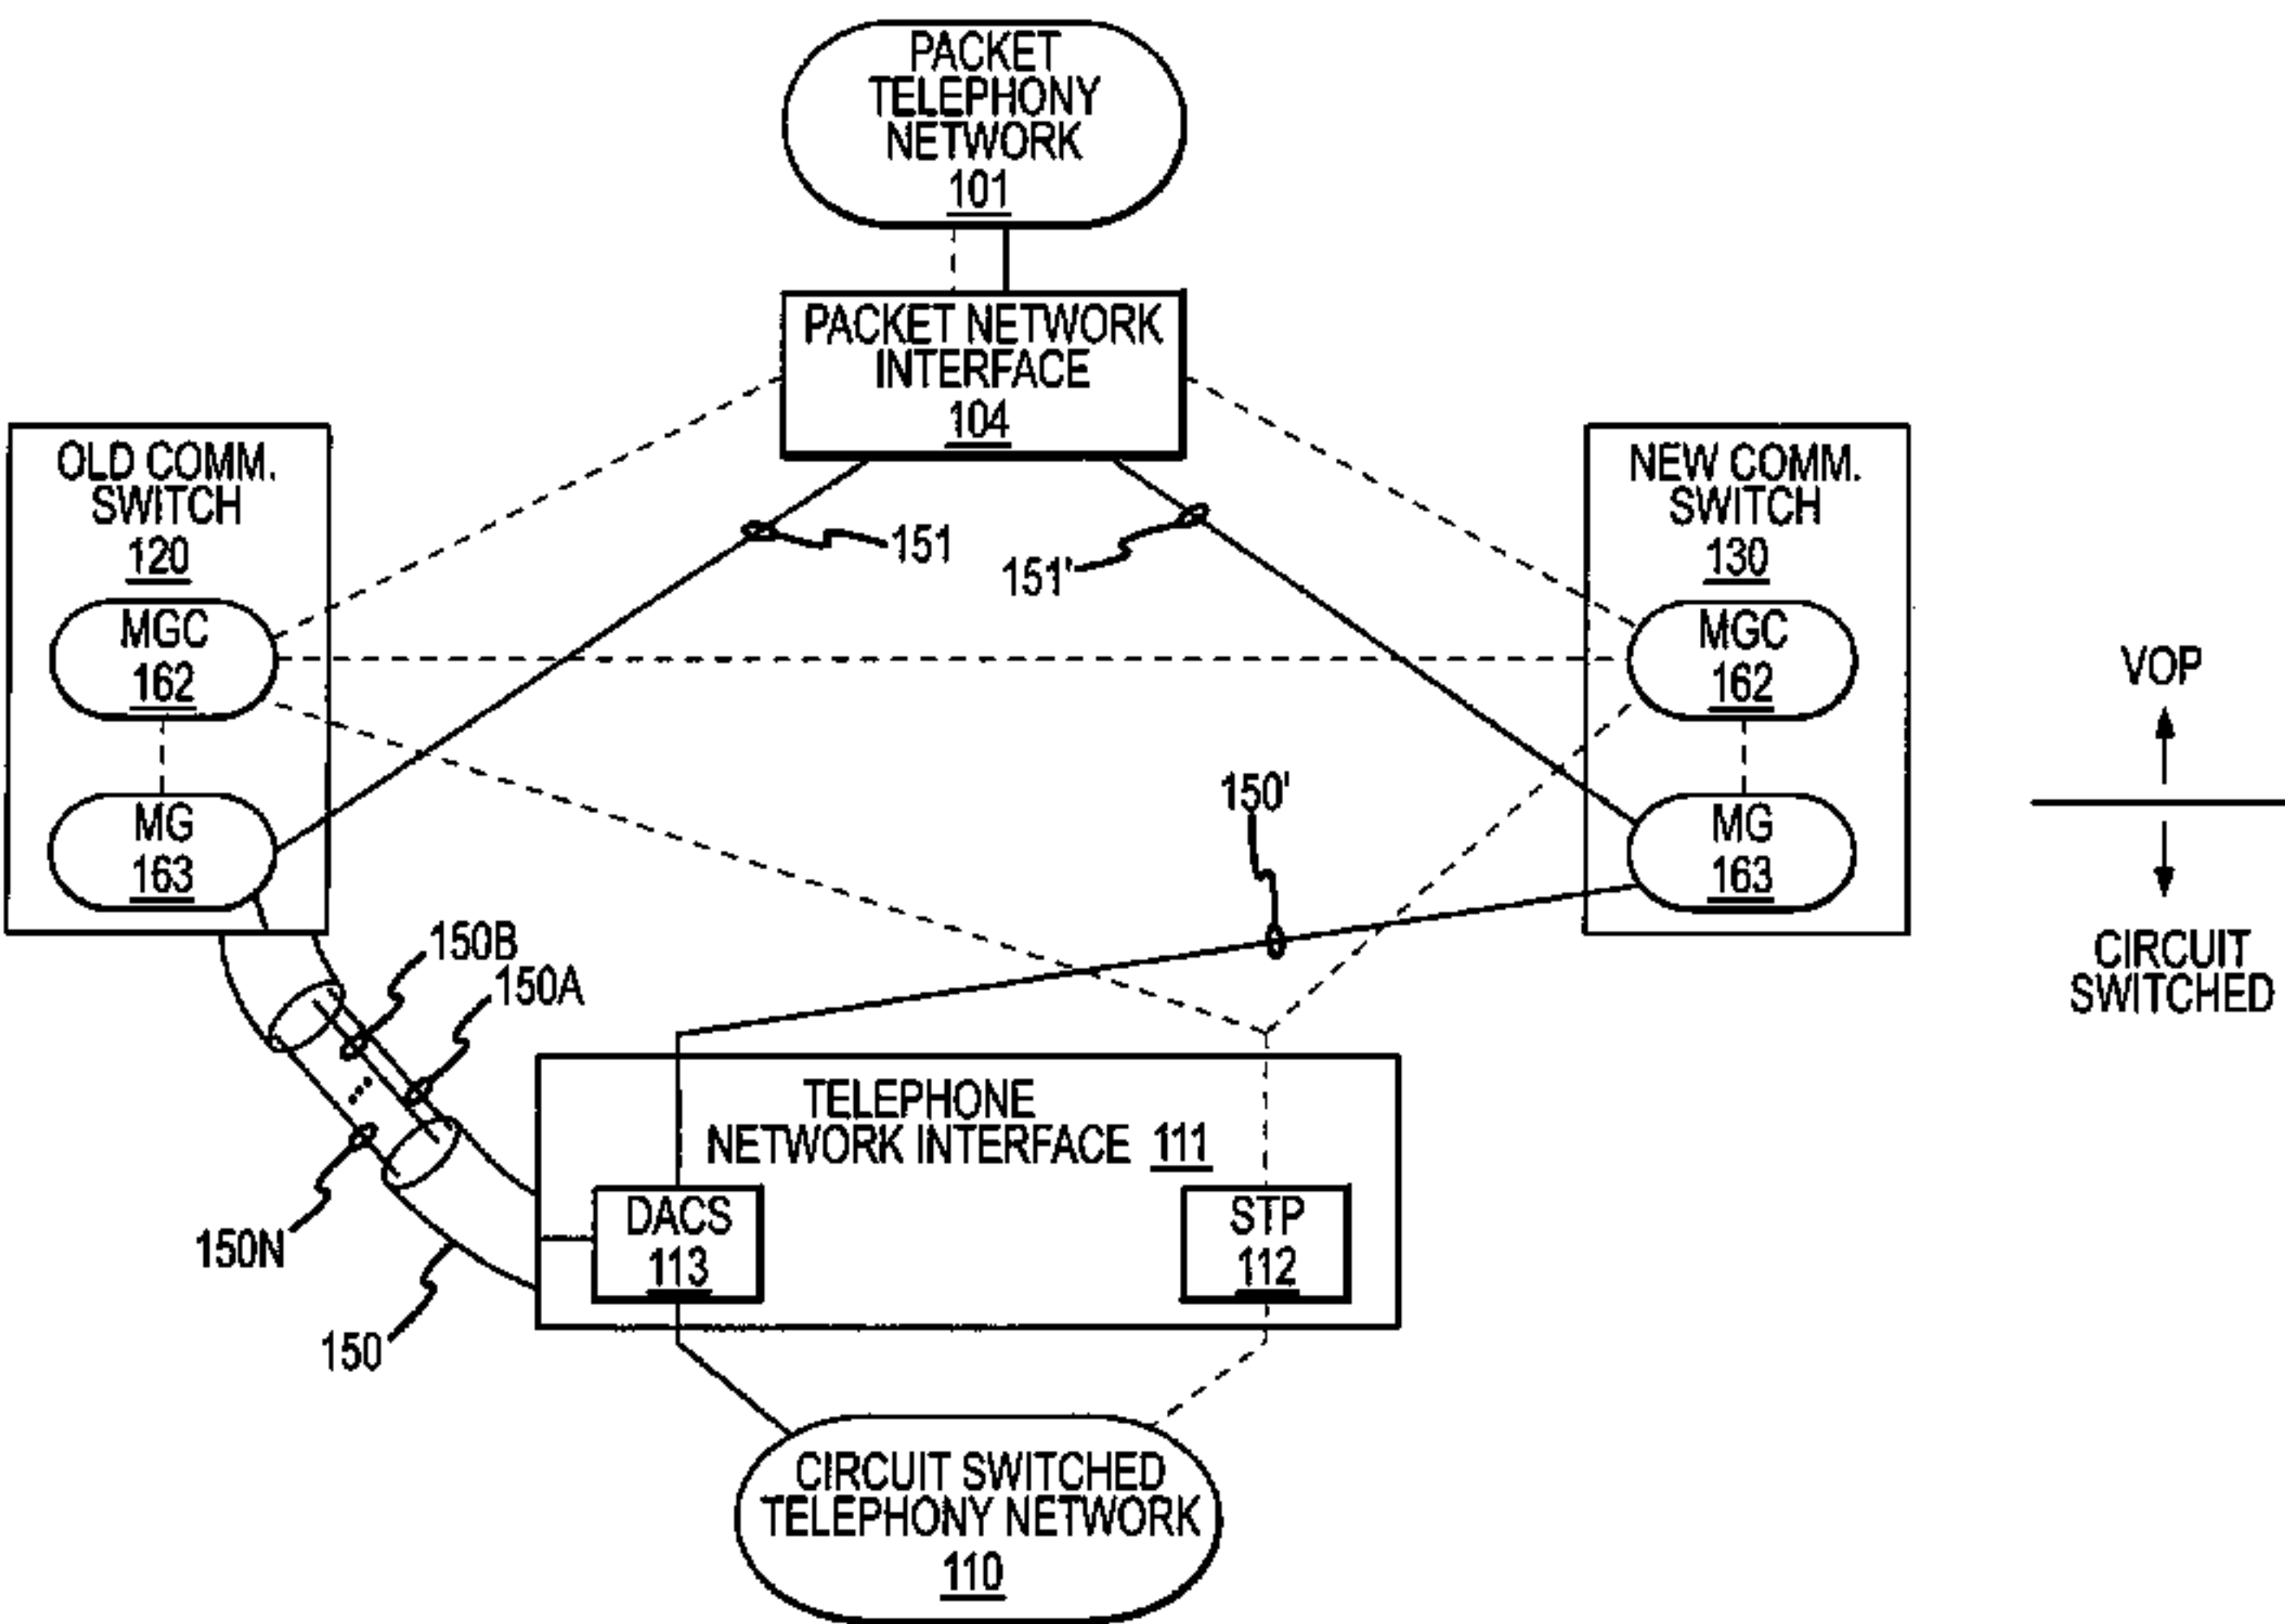 PACKET
TELEPHONY
NETWORK
101
PACKET NETWORK
INTERFACE
104
OLD COMM.
SWITCH
120
MGC
162
MG
163
151
151'
NEW COMM.
SWITCH
130
MGC
162
MG
163
VOP
CIRCUIT
SWITCHED
150'
150B
150A
150N
150
TELEPHONE
NETWORK INTERFACE 111
DACS
113
STP
112
CIRCUIT SWITCHED
TELEPHONY NETWORK
110